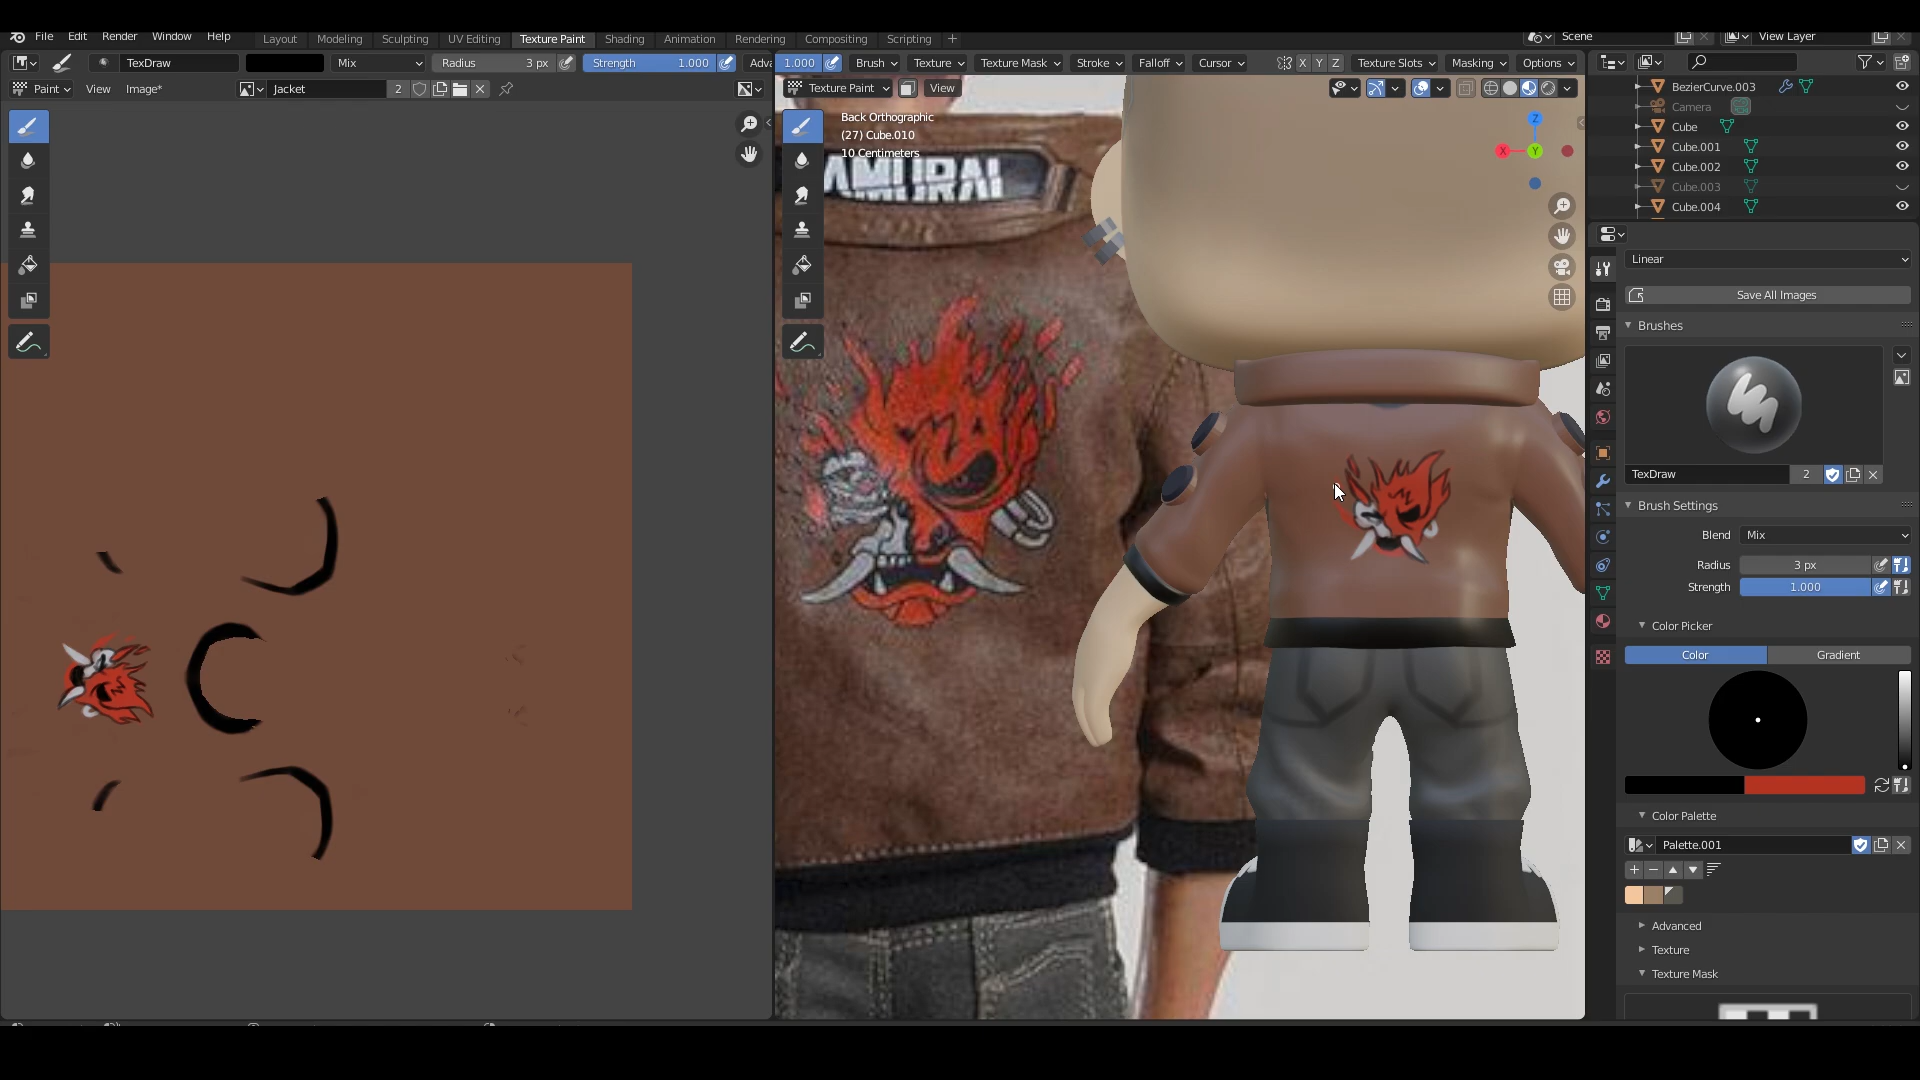 File Edit Render Window Help
Layout Modeling Sculpting UV Editing Texture Paint Shading Animation Rendering Compositing Scripting +
Scene View Layer
TexDraw Mix Radius 3 px Strength 1.000 Adva
1.000 Brush Texture Texture Mask Stroke Falloff Cursor X Y Z Texture Slots Masking Options
Paint View Image* Jacket 2
Texture Paint View
Back Orthographic
(27) Cube.010
10 Centimeters
AMURAI
Z
X Y
BezierCurve.003
Camera
Cube
Cube.001
Cube.002
Cube.003
Cube.004
Linear
Save All Images
Brushes
TexDraw 2
Brush Settings
Blend Mix
Radius 3 px
Strength 1.000
Color Picker
Color Gradient
Color Palette
Palette.001
Advanced
Texture
Texture Mask